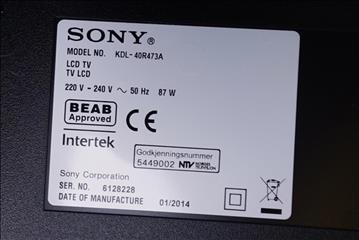 SONY®
MODEL NO. KDL-40R473A
LCD TV
TV LCD
220 V - 240 V ~ 50 Hz 87 W
BEAB
Approved
CE
Intertek
Godkjenningsnummer
5449002 NTV
Sony Corporation
SER. NO. 6128228
DATE OF MANUFACTURE 01/2014